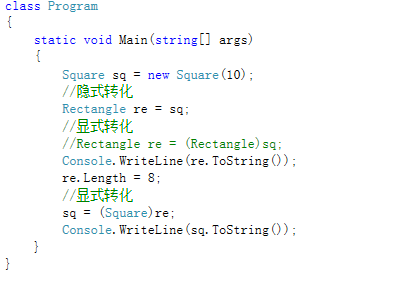 class Program
{
    static void Main(string[] args)
    {
        Square sq = new Square(10);
        //隐式转化
        Rectangle re = sq;
        //显式转化
        //Rectangle re = (Rectangle)sq;
        Console.WriteLine(re.ToString());
        re.Length = 8;
        //显式转化
        sq = (Square)re;
        Console.WriteLine(sq.ToString());
    }
}